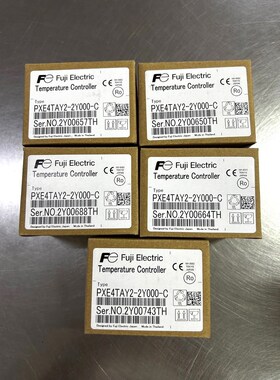 Fuji Electric
Temperature Controller
Type
PXE4TAY2-2Y000-C
Ser.NO.2Y00657TH
Fuji Electric
Temperature Controller
Type
PXE4TAY2-2Y000-C
Ser.NO.2Y00650TH
Fuji Electric
Temperature Controller
Type
PXE4TAY2-2Y000-C
Ser.NO.2Y00688TH
Fuji Electric
Temperature Controller
Type
PXE4TAY2-2Y000-C
Ser.NO.2Y00664TH
Fuji Electric
Temperature Controller
Type
PXE4TAY2-2Y000-C
Ser.NO.2Y00743TH